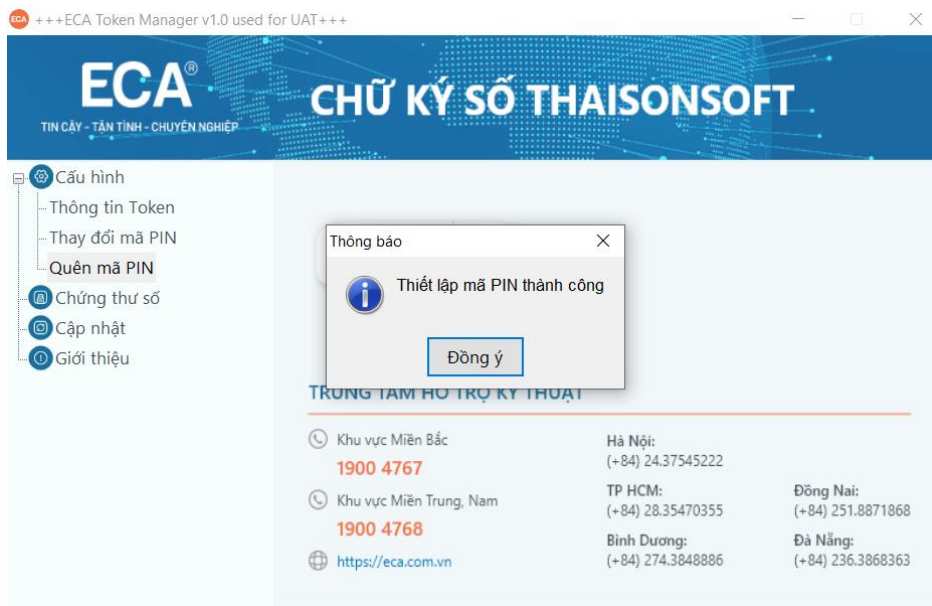 ECA +++ECA Token Manager v1.0 used for UAT+++
ECA®
TIN CẬY - TẬN TÌNH - CHUYÊN NGHIỆP
CHỮ KÝ SỐ THAISONSOFT
Cấu hình
Thông tin Token
Thay đổi mã PIN
Quên mã PIN
Chứng thư số
Cập nhật
Giới thiệu
Thông báo
Thiết lập mã PIN thành công
Đồng ý
TRUNG TÂM HỖ TRỢ KỸ THUẬT
Khu vực Miền Bắc
1900 4767
Khu vực Miền Trung, Nam
1900 4768
https://eca.com.vn
Hà Nội:
(+84) 24.37545222
TP HCM:
(+84) 28.35470355
Bình Dương:
(+84) 274.3848886
Đồng Nai:
(+84) 251.8871868
Đà Nẵng:
(+84) 236.3868363